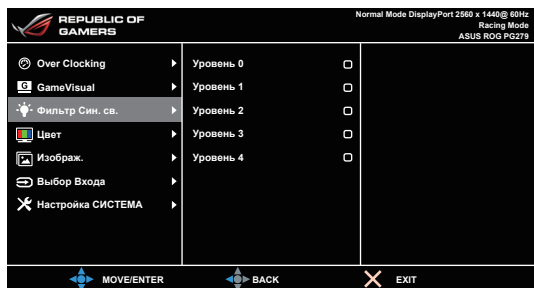 REPUBLIC OF
GAMERS
Normal Mode DisplayPort 2560 x 1440@ 60Hz
Racing Mode
ASUS ROG PG279
Over Clocking
G GameVisual
Фильтр Син. св.
Цвет
Изображ.
Выбор Входа
Настройка СИСТЕМА
Уровень 0
Уровень 1
Уровень 2
Уровень 3
Уровень 4
MOVE/ENTER
BACK
EXIT